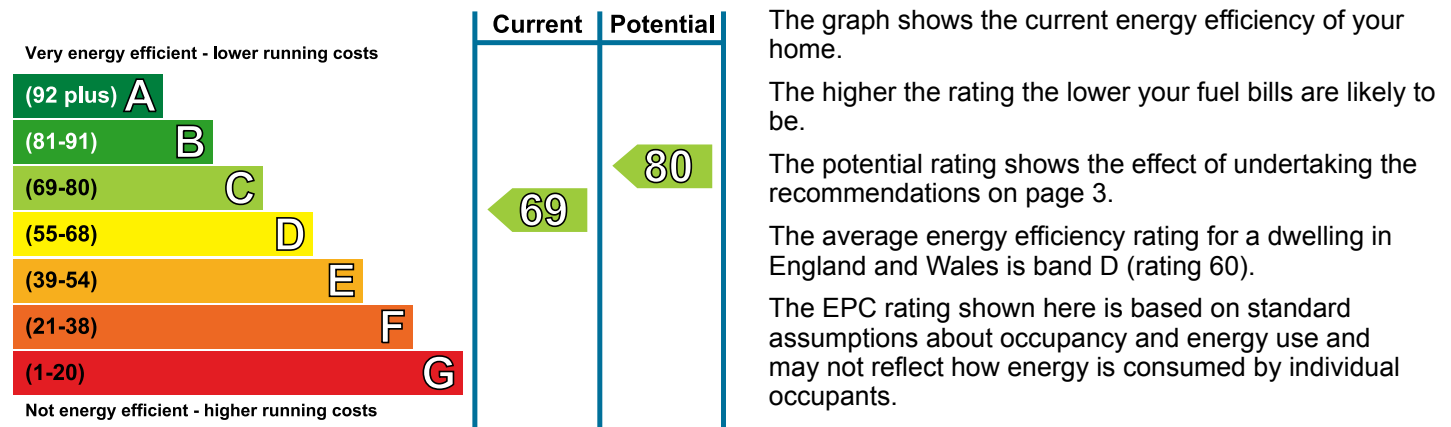 Current Potential
Very energy efficient - lower running costs
(92 plus) A
(81-91) B
(69-80) C
(55-68) D
(39-54) E
(21-38) F
(1-20) G
Not energy efficient - higher running costs
69
80
The graph shows the current energy efficiency of your
home.
The higher the rating the lower your fuel bills are likely to
be.
The potential rating shows the effect of undertaking the
recommendations on page 3.
The average energy efficiency rating for a dwelling in
England and Wales is band D (rating 60).
The EPC rating shown here is based on standard
assumptions about occupancy and energy use and
may not reflect how energy is consumed by individual
occupants.